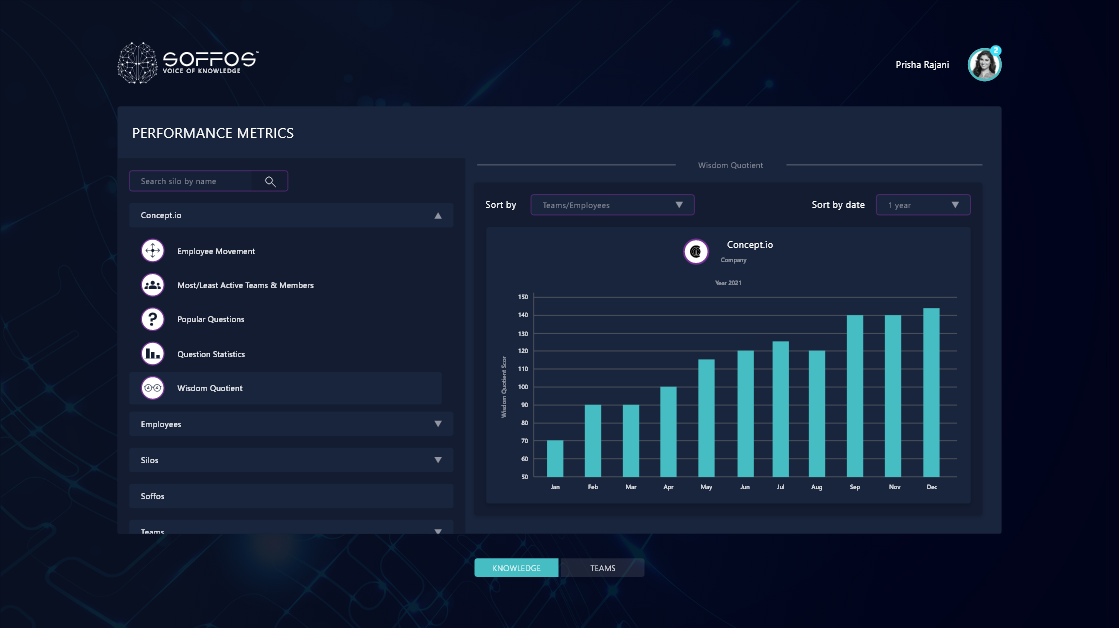 SOFFOS™
VOICE OF KNOWLEDGE
Prisha Rajani
2
PERFORMANCE METRICS
Search silo by name
Concept.io
Employee Movement
Most/Least Active Teams & Members
Popular Questions
Question Statistics
Wisdom Quotient
Employees
Silos
Soffos
Teams
Wisdom Quotient
Sort by
Teams/Employees
Sort by date
1 year
Concept.io
Company
Year 2021
Wisdom Quotient Scor
150
140
130
120
110
100
90
80
70
60
50
Jan Feb Mar Apr May Jun Jul Aug Sep Nov Dec
KNOWLEDGE
TEAMS